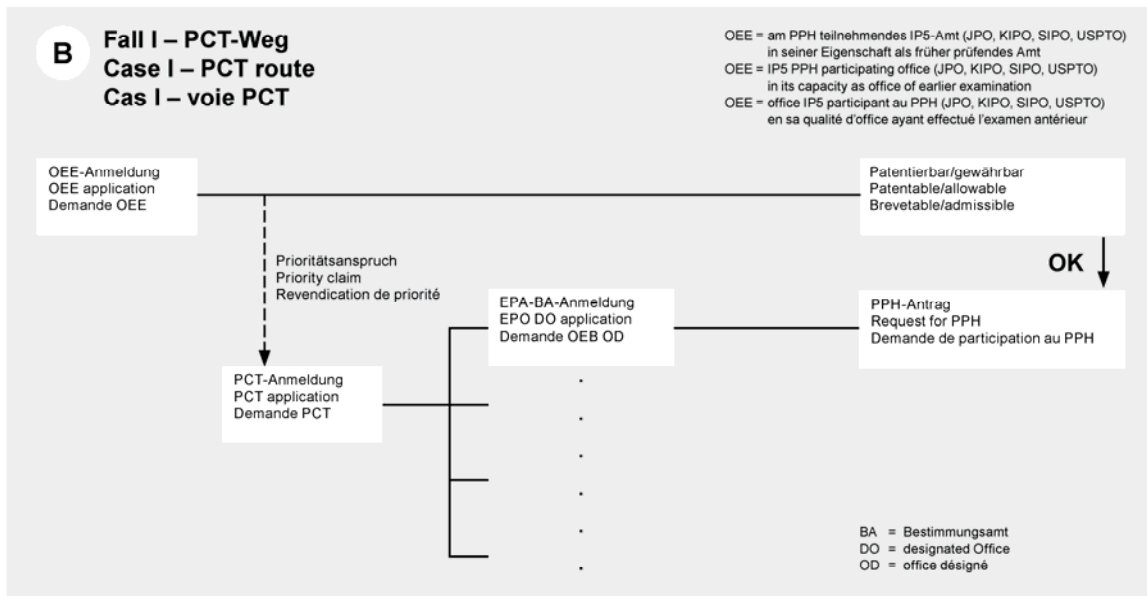 B
Fall I – PCT-Weg
Case I – PCT route
Cas I – voie PCT
OEE = am PPH teilnehmendes IP5-Amt (JPO, KIPO, SIPO, USPTO)
in seiner Eigenschaft als früher prüfendes Amt
OEE = IP5 PPH participating office (JPO, KIPO, SIPO, USPTO)
in its capacity as office of earlier examination
OEE = office IP5 participant au PPH (JPO, KIPO, SIPO, USPTO)
en sa qualité d'office ayant effectué l'examen antérieur
OEE-Anmeldung
OEE application
Demande OEE
Patentierbar/gewährbar
Patentable/allowable
Brevetable/admissible
Prioritätsanspruch
Priority claim
Revendication de priorité
OK
EPA-BA-Anmeldung
EPO DO application
Demande OEB OD
PPH-Antrag
Request for PPH
Demande de participation au PPH
PCT-Anmeldung
PCT application
Demande PCT
BA = Bestimmungsamt
DO = designated Office
OD = office désigné